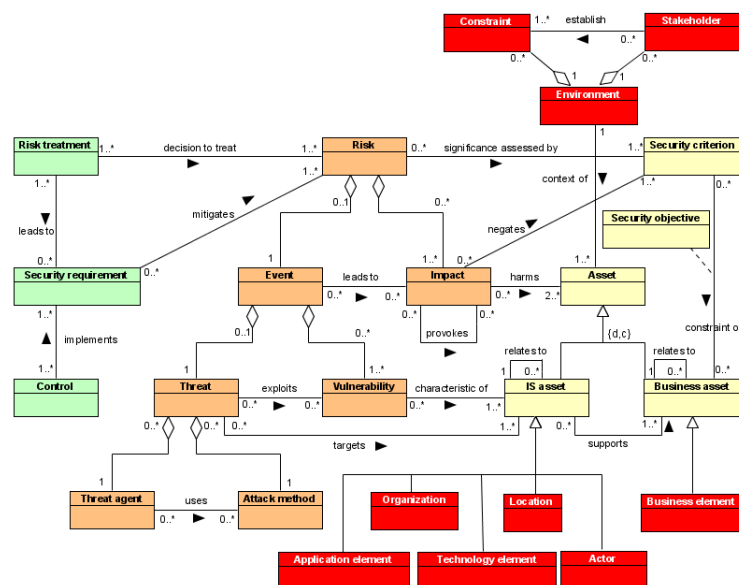 Constraint 1..* establish Stakeholder
0..* 0..*
0..*
1 1
Environment
1
Risk treatment 1..* decision to treat 1..* Risk 0..* significance assessed by 1..* Security criterion
1..* 1..* context of 1..* 0..*
mitigates 0..1 0..* negates Security objective
leads to
0..* 0..* 1 1..* 0..* 1..*
Security requirement Event leads to Impact harms Asset
0..* 0..* 0..* 2..*
1..* 0..1 0..* 0..* provokes 0..* {d,c} constraint o
implements
1..* 1 1..* relates to relates to 0..*
1 0..* 1 0..*
Control Threat exploits Vulnerability characteristic of IS asset Business asset
0..* 0..* 0..* 1..*
0..* 0..* 0..* 1..* 0..* 1..*
targets supports
1 1
Threat agent uses Attack method Organization Location Business element
0..* 0..*
Application element Technology element Actor